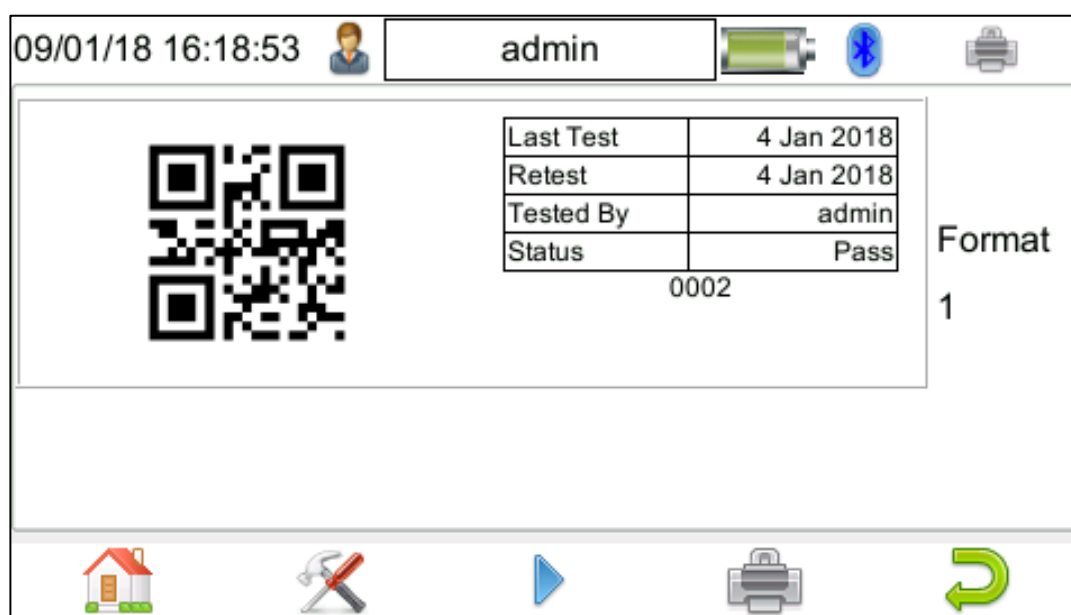 09/01/18 16:18:53 admin
Last Test 4 Jan 2018
Retest 4 Jan 2018
Tested By admin
Status Pass
0002
Format
1